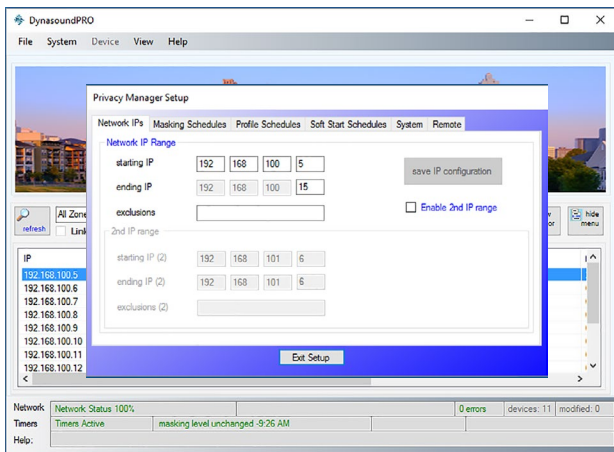 DynasoundPRO
File System Device View Help
Privacy Manager Setup
Network IPs Masking Schedules Profile Schedules Soft Start Schedules System Remote
Network IP Range
starting IP 192 168 100 5
save IP configuration
ending IP 192 168 100 15
exclusions
Enable 2nd IP range
2nd IP range
starting IP (2) 192 168 101 6
ending IP (2) 192 168 101 6
exclusions (2)
Exit Setup
refresh
All Zone
Link
hide
menu
IP
192.168.100.5
192.168.100.6
192.168.100.7
192.168.100.8
192.168.100.9
192.168.100.10
192.168.100.11
192.168.100.12
Network Network Status 100% 0 errors devices: 11 modified: 0
Timers Timers Active masking level unchanged -9:26 AM
Help: